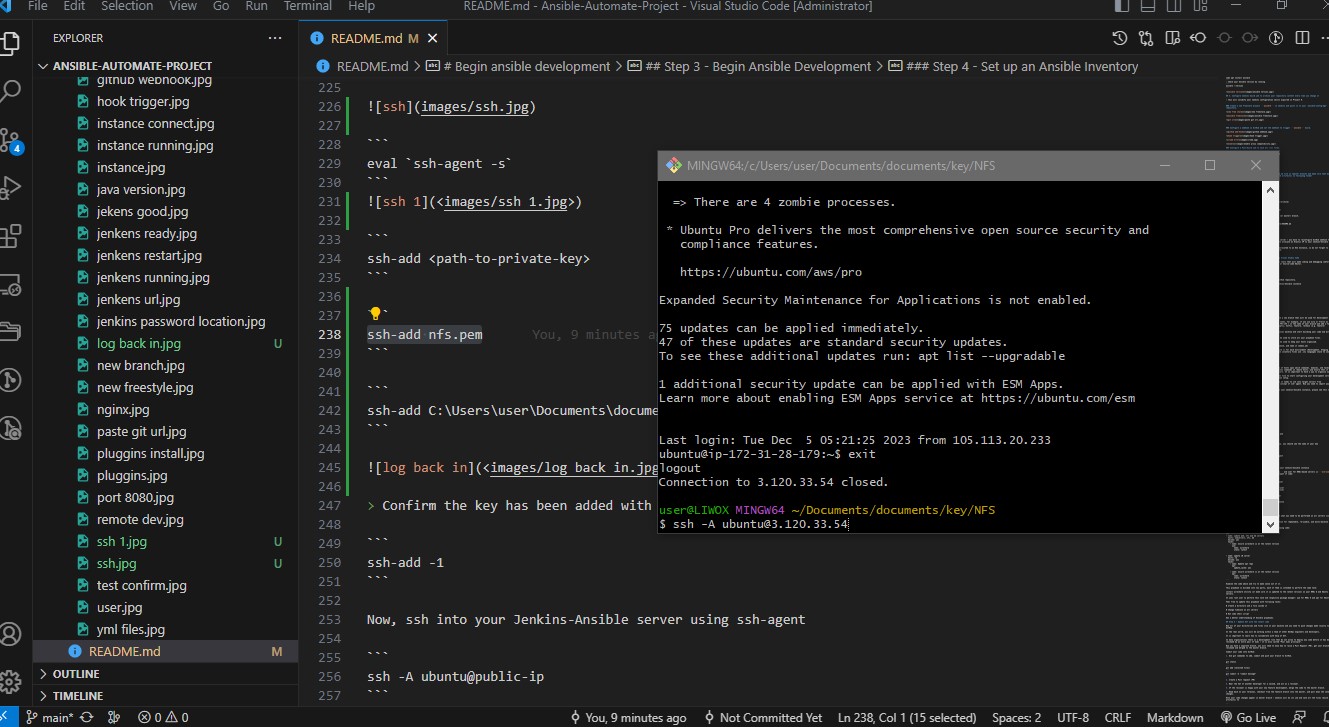 File Edit Selection View Go Run Terminal Help
README.md - Ansible-Automate-Project - Visual Studio Code [Administrator]
EXPLORER
ANSIBLE-AUTOMATE-PROJECT
github webhook.jpg
hook trigger.jpg
instance connect.jpg
instance running.jpg
instance.jpg
java version.jpg
jekens good.jpg
jenkens ready.jpg
jenkens restart.jpg
jenkens running.jpg
jenkens url.jpg
jenkins password location.jpg
log back in.jpg U
new branch.jpg
new freestyle.jpg
nginx.jpg
paste git url.jpg
pluggins install.jpg
pluggins.jpg
port 8080.jpg
remote dev.jpg
ssh 1.jpg U
ssh.jpg U
test confirm.jpg
user.jpg
yml files.jpg
README.md M
OUTLINE
TIMELINE
4
README.md M
README.md > # Begin ansible development > ## Step 3 - Begin Ansible Development > ### Step 4 - Set up an Ansible Inventory
225
226 ![ssh](images/ssh.jpg)
227
228 ```
229 eval `ssh-agent -s`
230 ```
231 ![ssh 1](<images/ssh 1.jpg>)
232
233 ```
234 ssh-add <path-to-private-key>
235 ```
236
237 ```
238 ssh-add nfs.pem You, 9 minutes a
239 ```
240
241 ```
242 ssh-add C:\Users\user\Documents\docume
243 ```
244
245 ![log back in](<images/log back in.jpg
246
247 > Confirm the key has been added with
248
249 ```
250 ssh-add -1
251 ```
252
253 Now, ssh into your Jenkins-Ansible server using ssh-agent
254
255 ```
256 ssh -A ubuntu@public-ip
257 ```
MINGW64:/c/Users/user/Documents/documents/key/NFS
=> There are 4 zombie processes.
* Ubuntu Pro delivers the most comprehensive open source security and
compliance features.
https://ubuntu.com/aws/pro
Expanded Security Maintenance for Applications is not enabled.
75 updates can be applied immediately.
47 of these updates are standard security updates.
To see these additional updates run: apt list --upgradable
1 additional security update can be applied with ESM Apps.
Learn more about enabling ESM Apps service at https://ubuntu.com/esm
Last login: Tue Dec  5 05:21:25 2023 from 105.113.20.233
ubuntu@ip-172-31-28-179:~$ exit
logout
Connection to 3.120.33.54 closed.
user@LIWOX MINGW64 ~/Documents/documents/key/NFS
$ ssh -A ubuntu@3.120.33.54
main* 0 0 You, 9 minutes ago Not Committed Yet Ln 238, Col 1 (15 selected) Spaces: 2 UTF-8 CRLF Markdown Go Live